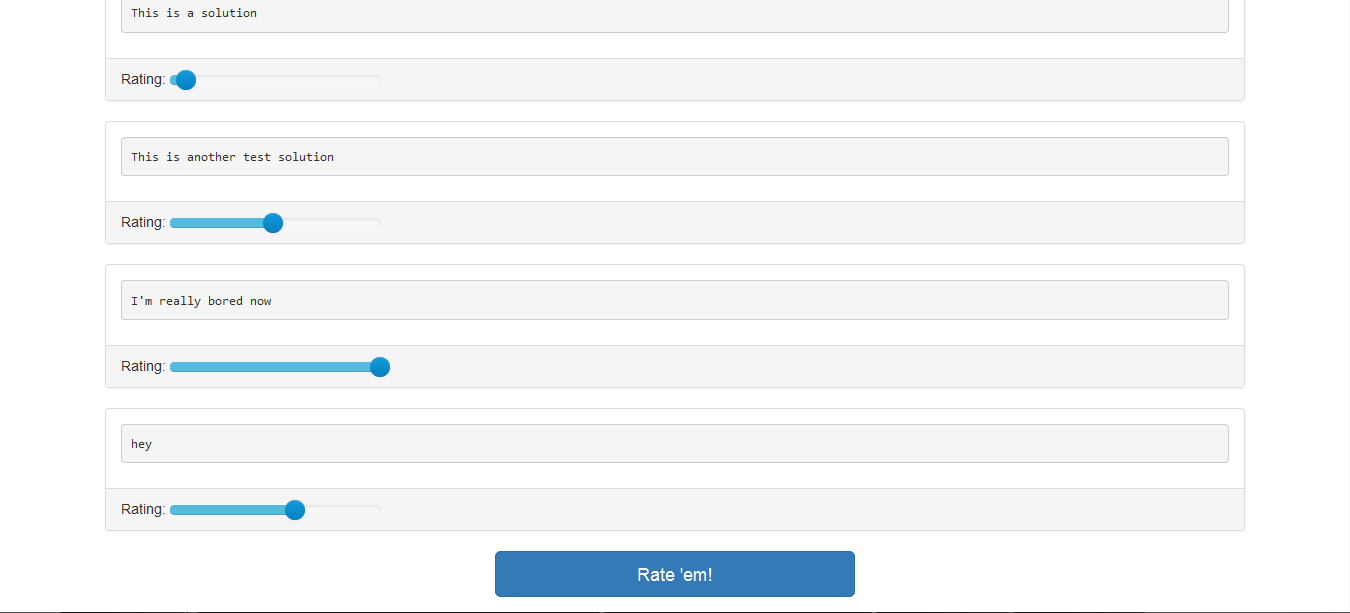 This is a solution
Rating:
This is another test solution
Rating:
I'm really bored now
Rating:
hey
Rating:
Rate 'em!